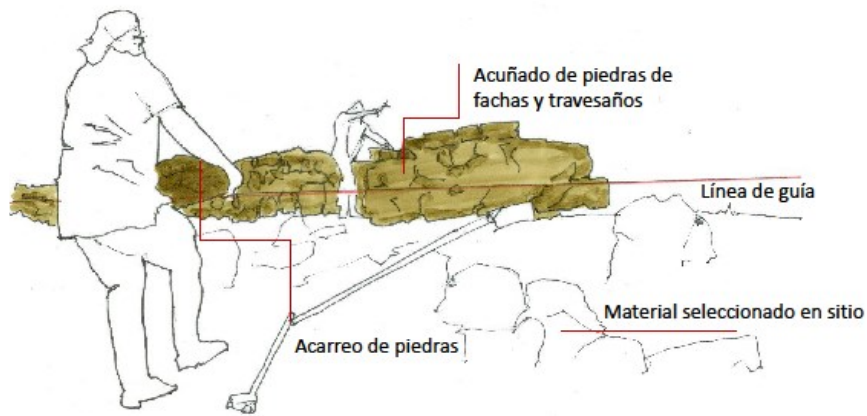 Acuñado de piedras de
fachas y travesaños
Línea de guía
Material seleccionado en sitio
Acarreo de piedras